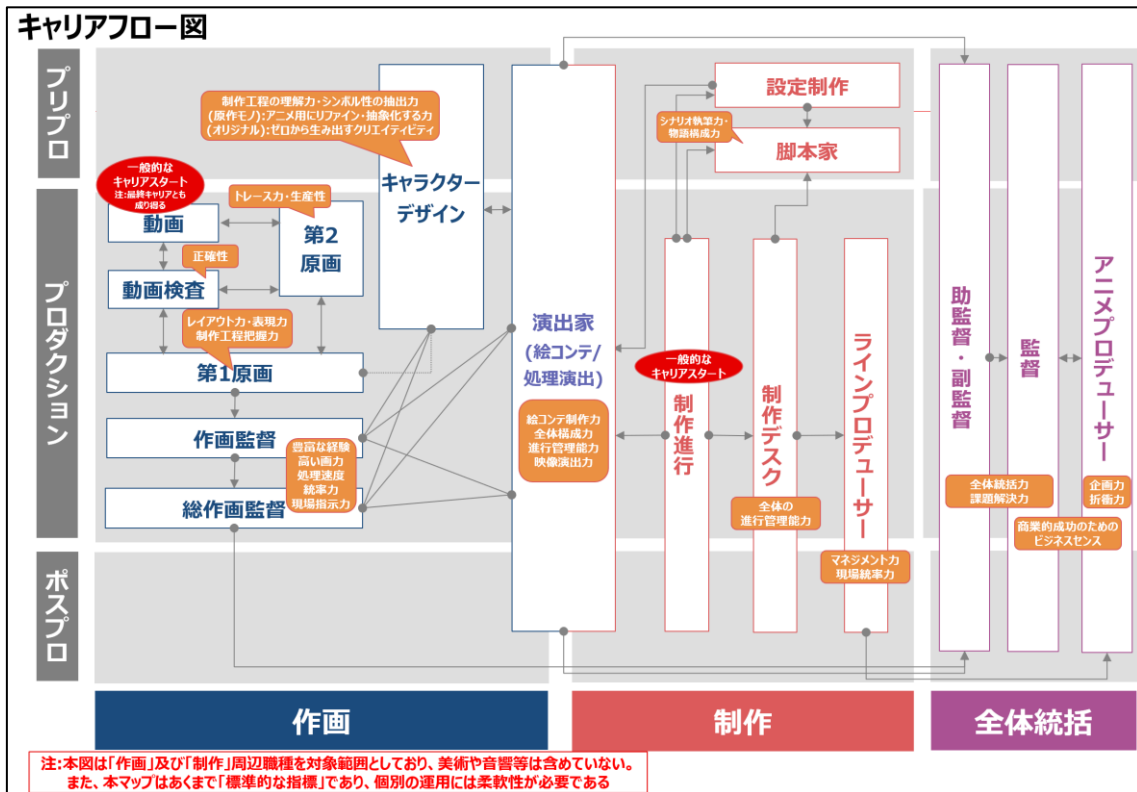 キャリアフロー図
プリプロ
制作工程の理解力・シンボル性の抽出力
(原作モノ):アニメ用にリファイン・抽象化する力
(オリジナル):ゼロから生み出すクリエイティビティ
キャラクター
デザイン
設定制作
シナリオ執筆力・
物語構成力
脚本家
プロダクション
一般的な
キャリアスタート
注:最終キャリアとも
成り得る
動画
トレース力・生産性
第2
原画
正確性
動画検査
レイアウト力・表現力
制作工程把握力
第1原画
作画監督
豊富な経験
高い画力
処理速度
統率力
現場指示力
総作画監督
演出家
(絵コンテ/
処理演出)
絵コンテ制作力
全体構成力
進行管理能力
映像演出力
一般的な
キャリアスタート
制作進行
制作デスク
全体の
進行管理能力
ラインプロデューサー
マネジメント力
現場統率力
助監督・副監督
監督
アニメプロデューサー
全体統括力
課題解決力
企画力
折衝力
商業的成功のための
ビジネスセンス
ポスプロ
作画
制作
全体統括
注:本図は「作画」及び「制作」周辺職種を対象範囲としており、美術や音響等は含めていない。
また、本マップはあくまで「標準的な指標」であり、個別の運用には柔軟性が必要である